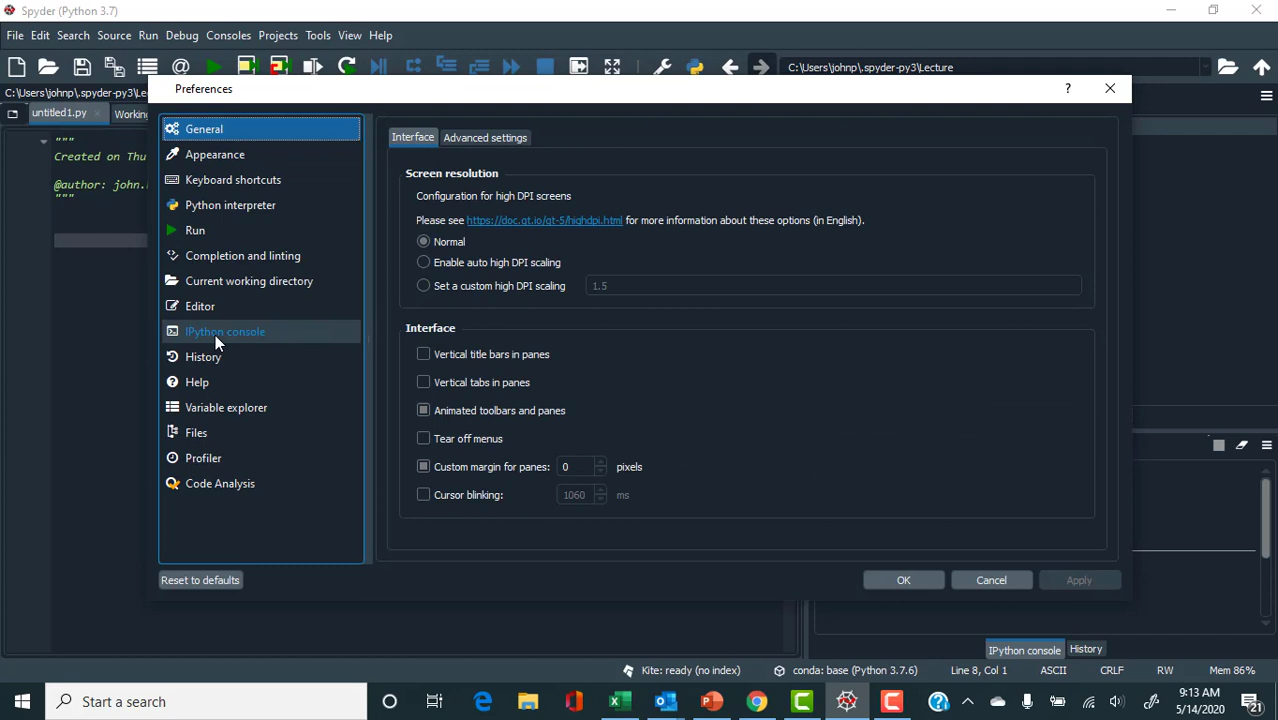 Spyder (Python 3.7)
File Edit Search Source Run Debug Consoles Projects Tools View Help
C:\Users\johnp\.spyder-py3\Lecture
C:\Users\johnp\.spyder-py3\Le
Preferences
?
untitled1.py
Working
"""
Created on Thu
@author: john.
"""
General
Appearance
Keyboard shortcuts
Python interpreter
Run
Completion and linting
Current working directory
Editor
IPython console
History
Help
Variable explorer
Files
Profiler
Code Analysis
Interface Advanced settings
Screen resolution
Configuration for high DPI screens
Please see https://doc.qt.io/qt-5/highdpi.html for more information about these options (in English).
Normal
Enable auto high DPI scaling
Set a custom high DPI scaling 1.5
Interface
Vertical title bars in panes
Vertical tabs in panes
Animated toolbars and panes
Tear off menus
Custom margin for panes: 0 pixels
Cursor blinking: 1060 ms
Reset to defaults OK Cancel Apply
IPython console History
Kite: ready (no index) conda: base (Python 3.7.6) Line 8, Col 1 ASCII CRLF RW Mem 86%
Start a search
9:13 AM
5/14/2020
21